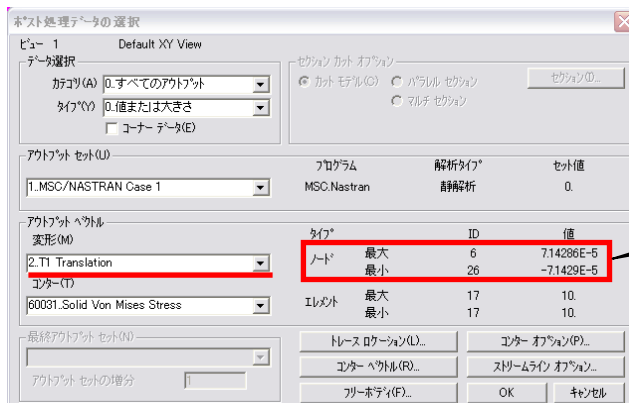 ポスト処理データの選択
ビュー 1 Default XY View
データ選択
カテゴリ(A) 0..すべてのアウトプット
タイプ(Y) 0..値または大きさ
コーナー データ(E)
セクション カット オプション
カット モデル(C) パラレル セクション
マルチ セクション
セクション(I)...
アウトプット セット(U)
1..MSC/NASTRAN Case 1
プログラム 解析タイプ セット値
MSC.Nastran 静解析 0.
アウトプット ベクトル
変形(M)
2..T1 Translation
コンター(T)
60031..Solid Von Mises Stress
タイプ ID 値
ノード 最大 6 7.14286E-5
最小 26 -7.1429E-5
エレメント 最大 17 10.
最小 17 10.
最終アウトプット セット(N)
アウトプット セットの増分 1
トレース ロケーション(L)... コンター オプション(P)...
コンター ベクトル(R)... ストリームライン オプション...
フリーボディ(F)... OK キャンセル